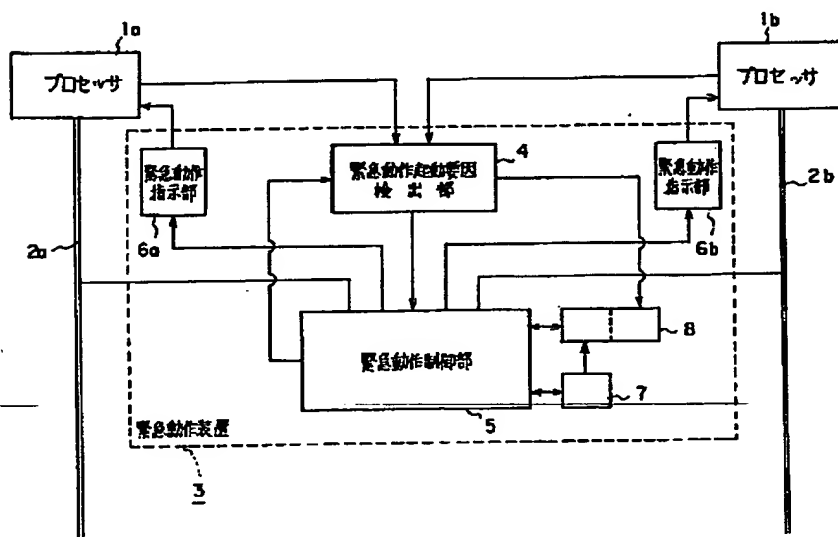 1a
1b
プロセッサ
プロセッサ
4
緊急動作起動要因
検出部
緊急動作
指示部
緊急動作
指示部
2a
6a
6b
2b
緊急動作制御部
8
7
5
緊急動作装置
3